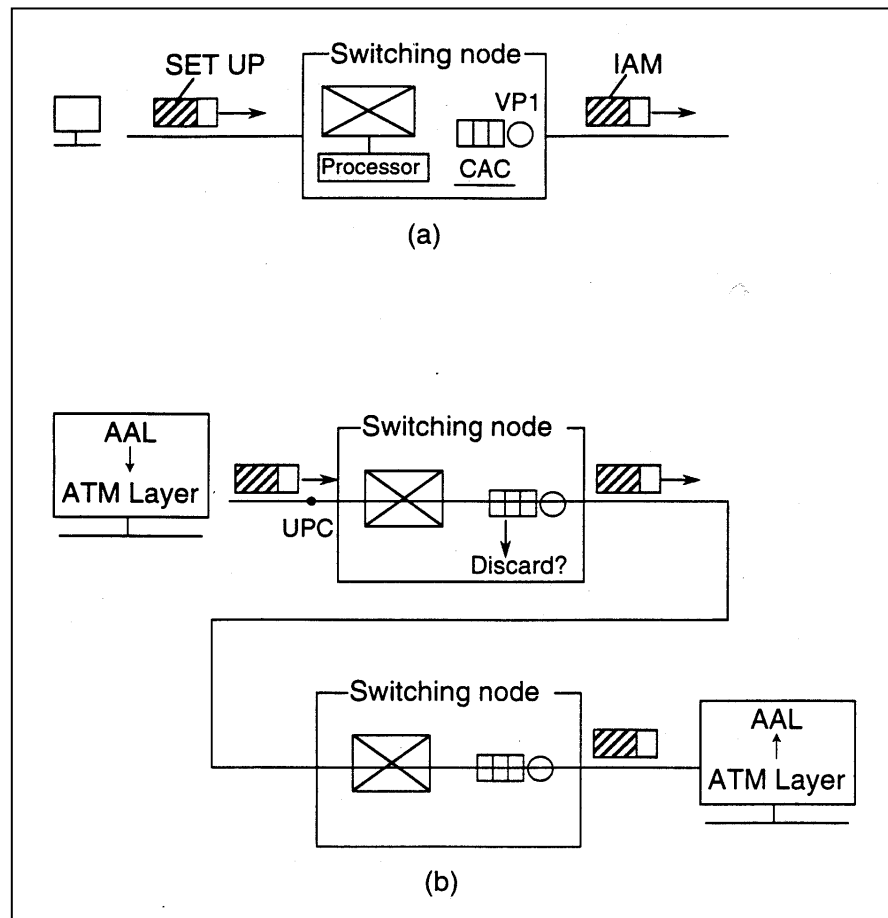 Switching node
SET UP
IAM
VP1
Processor
CAC
(a)
Switching node
AAL
ATM Layer
UPC
Discard?
Switching node
AAL
ATM Layer
(b)